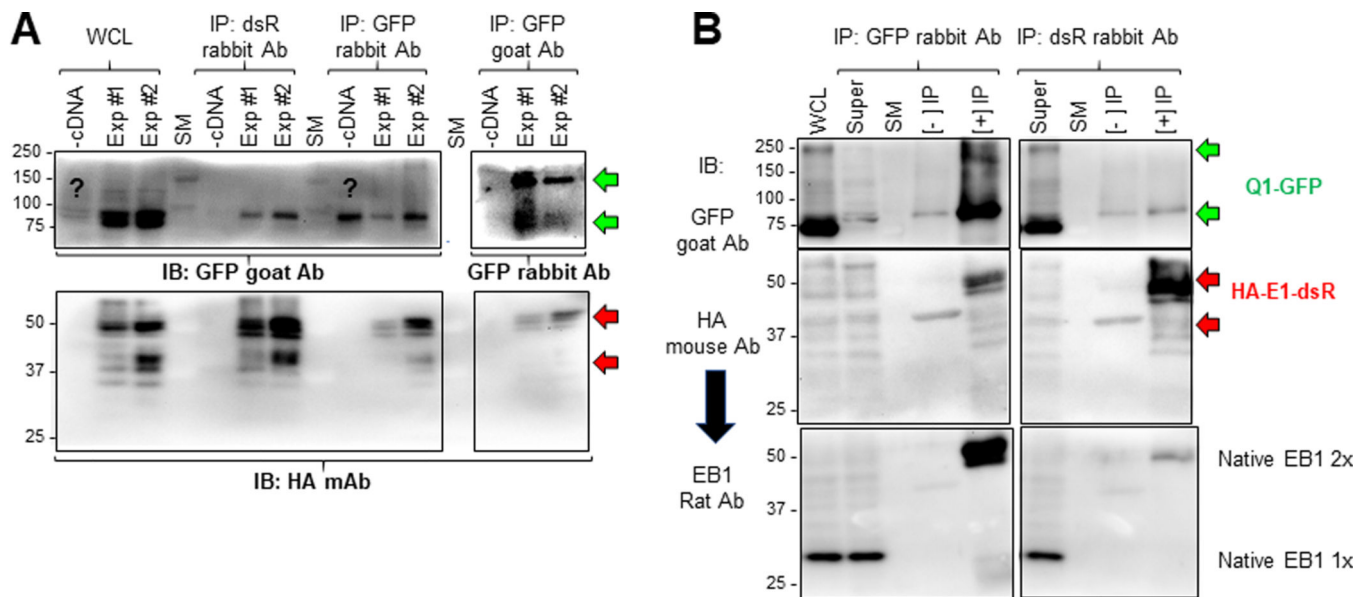 A
WCL
IP: dsR
rabbit Ab
IP: GFP
rabbit Ab
IP: GFP
goat Ab
-cDNA
Exp #1
Exp #2
SM
-cDNA
Exp #1
Exp #2
SM
-cDNA
Exp #1
Exp #2
SM
-cDNA
Exp #1
Exp #2
250 -
150 -
100 -
75 -
?
?
IB: GFP goat Ab
GFP rabbit Ab
50 -
37 -
25 -
IB: HA mAb
B
IP: GFP rabbit Ab
IP: dsR rabbit Ab
WCL
Super
SM
[-] IP
[+] IP
Super
SM
[-] IP
[+] IP
IB:
GFP
goat Ab
250 -
150 -
100 -
75 -
Q1-GFP
HA
mouse Ab
50 -
37 -
25 -
HA-E1-dsR
EB1
Rat Ab
50 -
37 -
25 -
Native EB1 2x
Native EB1 1x